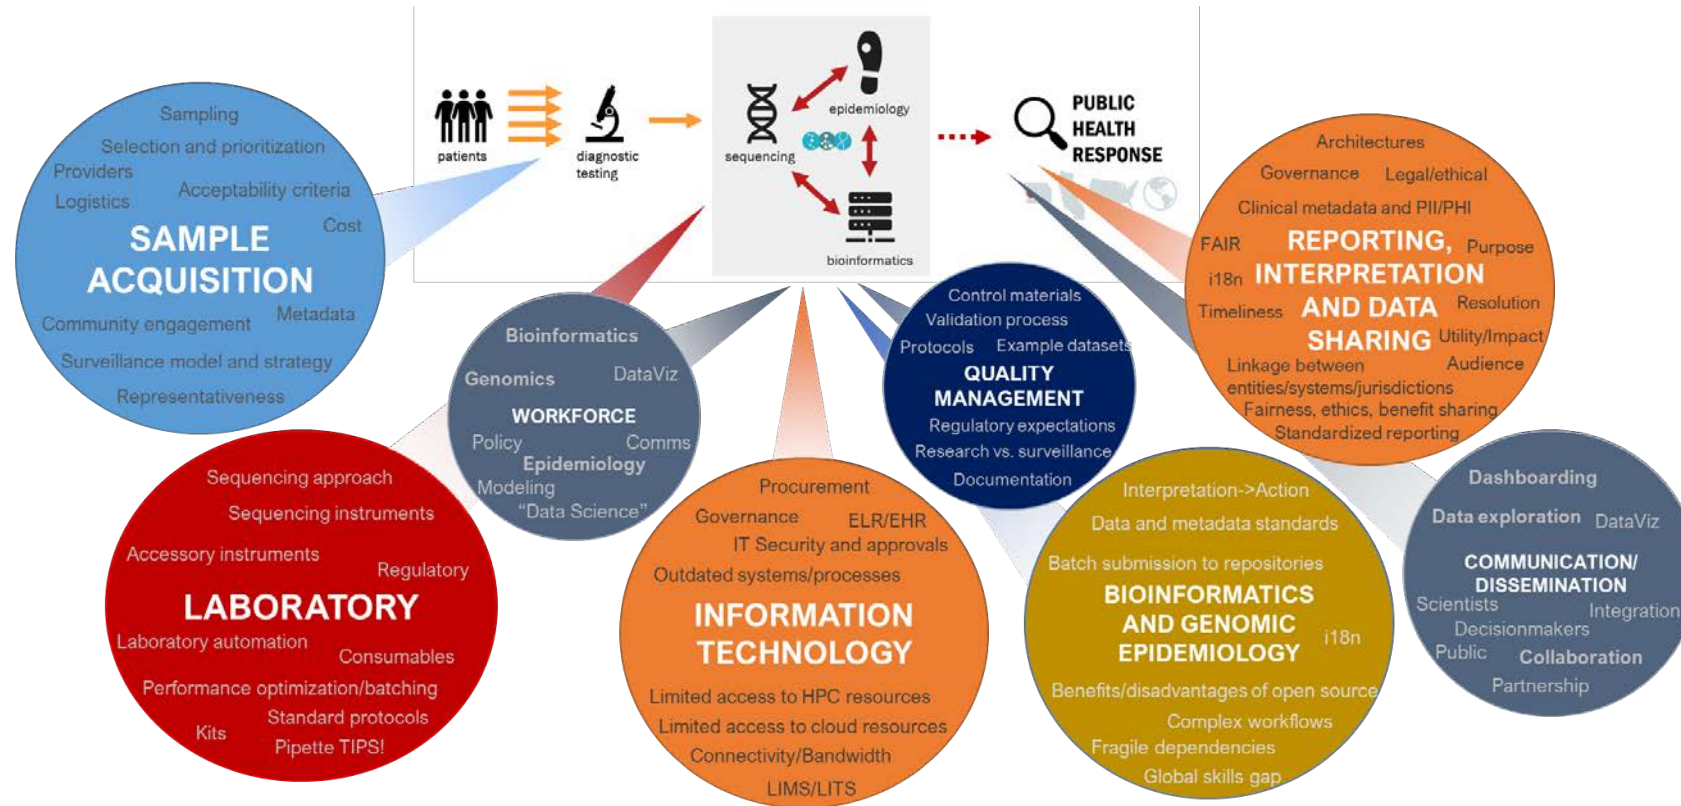 patients
diagnostic
testing
sequencing
epidemiology
bioinformatics
PUBLIC
HEALTH
RESPONSE
Sampling
Selection and prioritization
Providers
Acceptability criteria
Logistics
Cost
SAMPLE
ACQUISITION
Metadata
Community engagement
Surveillance model and strategy
Representativeness
Sequencing approach
Sequencing instruments
Accessory instruments
Regulatory
LABORATORY
Laboratory automation
Consumables
Performance optimization/batching
Standard protocols
Kits
Pipette TIPS!
Bioinformatics
Genomics
DataViz
WORKFORCE
Policy
Comms
Epidemiology
Modeling
“Data Science”
Procurement
Governance
ELR/EHR
IT Security and approvals
Outdated systems/processes
INFORMATION
TECHNOLOGY
Limited access to HPC resources
Limited access to cloud resources
Connectivity/Bandwidth
LIMS/LITS
Control materials
Validation process
Protocols
Example datasets
QUALITY
MANAGEMENT
Regulatory expectations
Research vs. surveillance
Documentation
Interpretation->Action
Data and metadata standards
Batch submission to repositories
BIOINFORMATICS
AND GENOMIC
EPIDEMIOLOGY
i18n
Benefits/disadvantages of open source
Complex workflows
Fragile dependencies
Global skills gap
Architectures
Governance
Legal/ethical
Clinical metadata and PII/PHI
FAIR
REPORTING,
INTERPRETATION
AND DATA
SHARING
Purpose
i18n
Resolution
Timeliness
Utility/Impact
Audience
Linkage between
entities/systems/jurisdictions
Fairness, ethics, benefit sharing
Standardized reporting
Dashboarding
Data exploration
DataViz
COMMUNICATION/
DISSEMINATION
Scientists
Integration
Decisionmakers
Public
Collaboration
Partnership